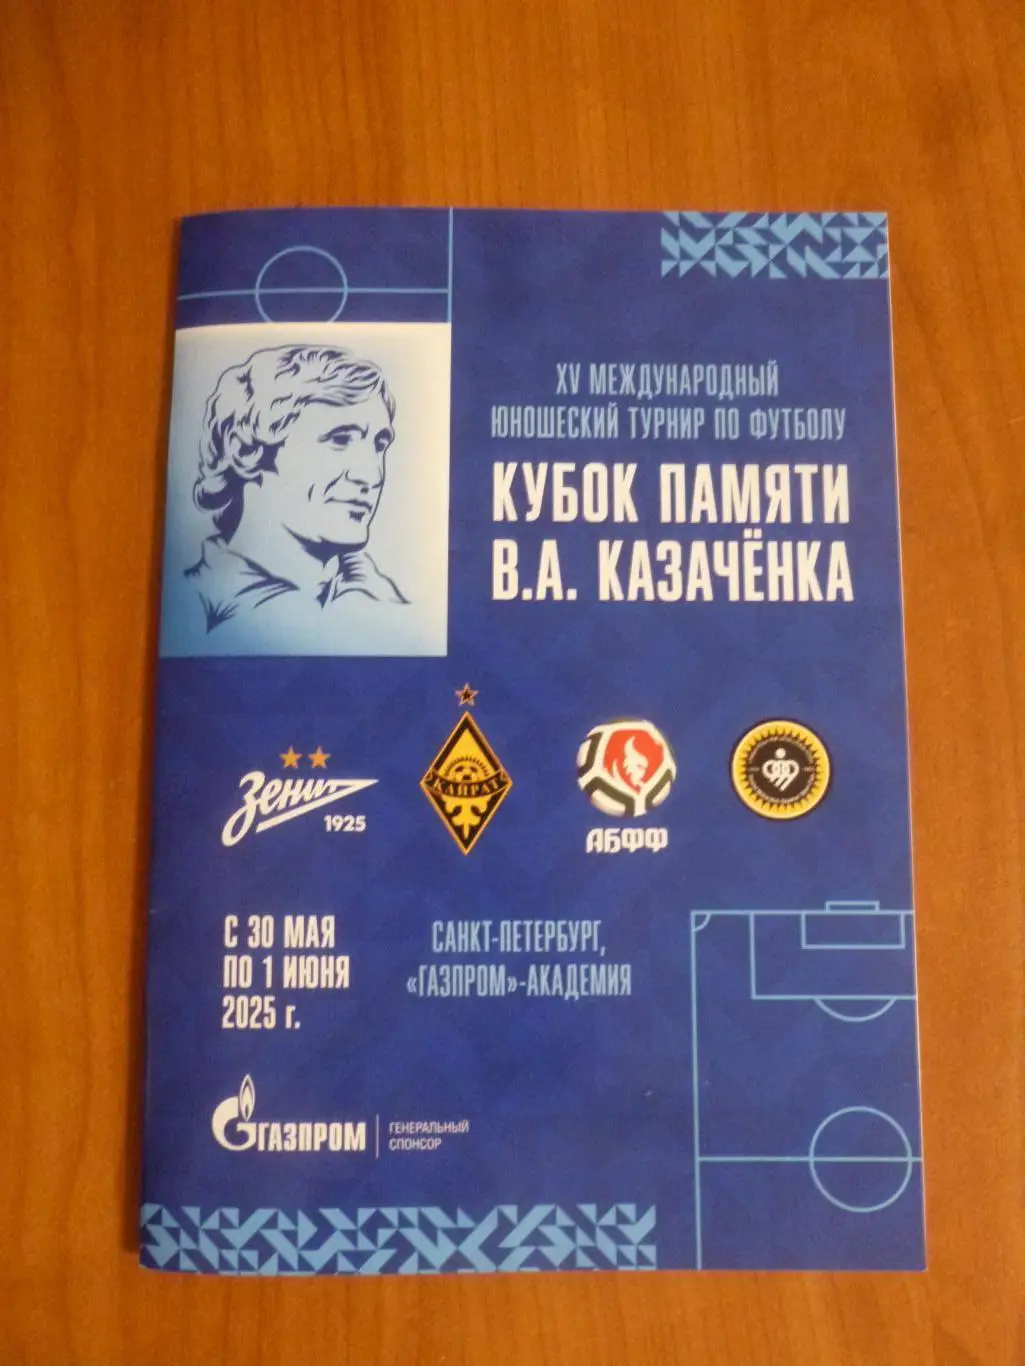 XV МЕЖДУНАРОДНЫЙ
ЮНОШЕСКИЙ ТУРНИР ПО ФУТБОЛУ
КУБОК ПАМЯТИ
В.А. КАЗАЧЁНКА
Зенит
1925
КАЙРАТ
АБФФ
С 30 МАЯ
ПО 1 ИЮНЯ
2025 г.
САНКТ-ПЕТЕРБУРГ,
«ГАЗПРОМ»-АКАДЕМИЯ
ГАЗПРОМ
ГЕНЕРАЛЬНЫЙ
СПОНСОР